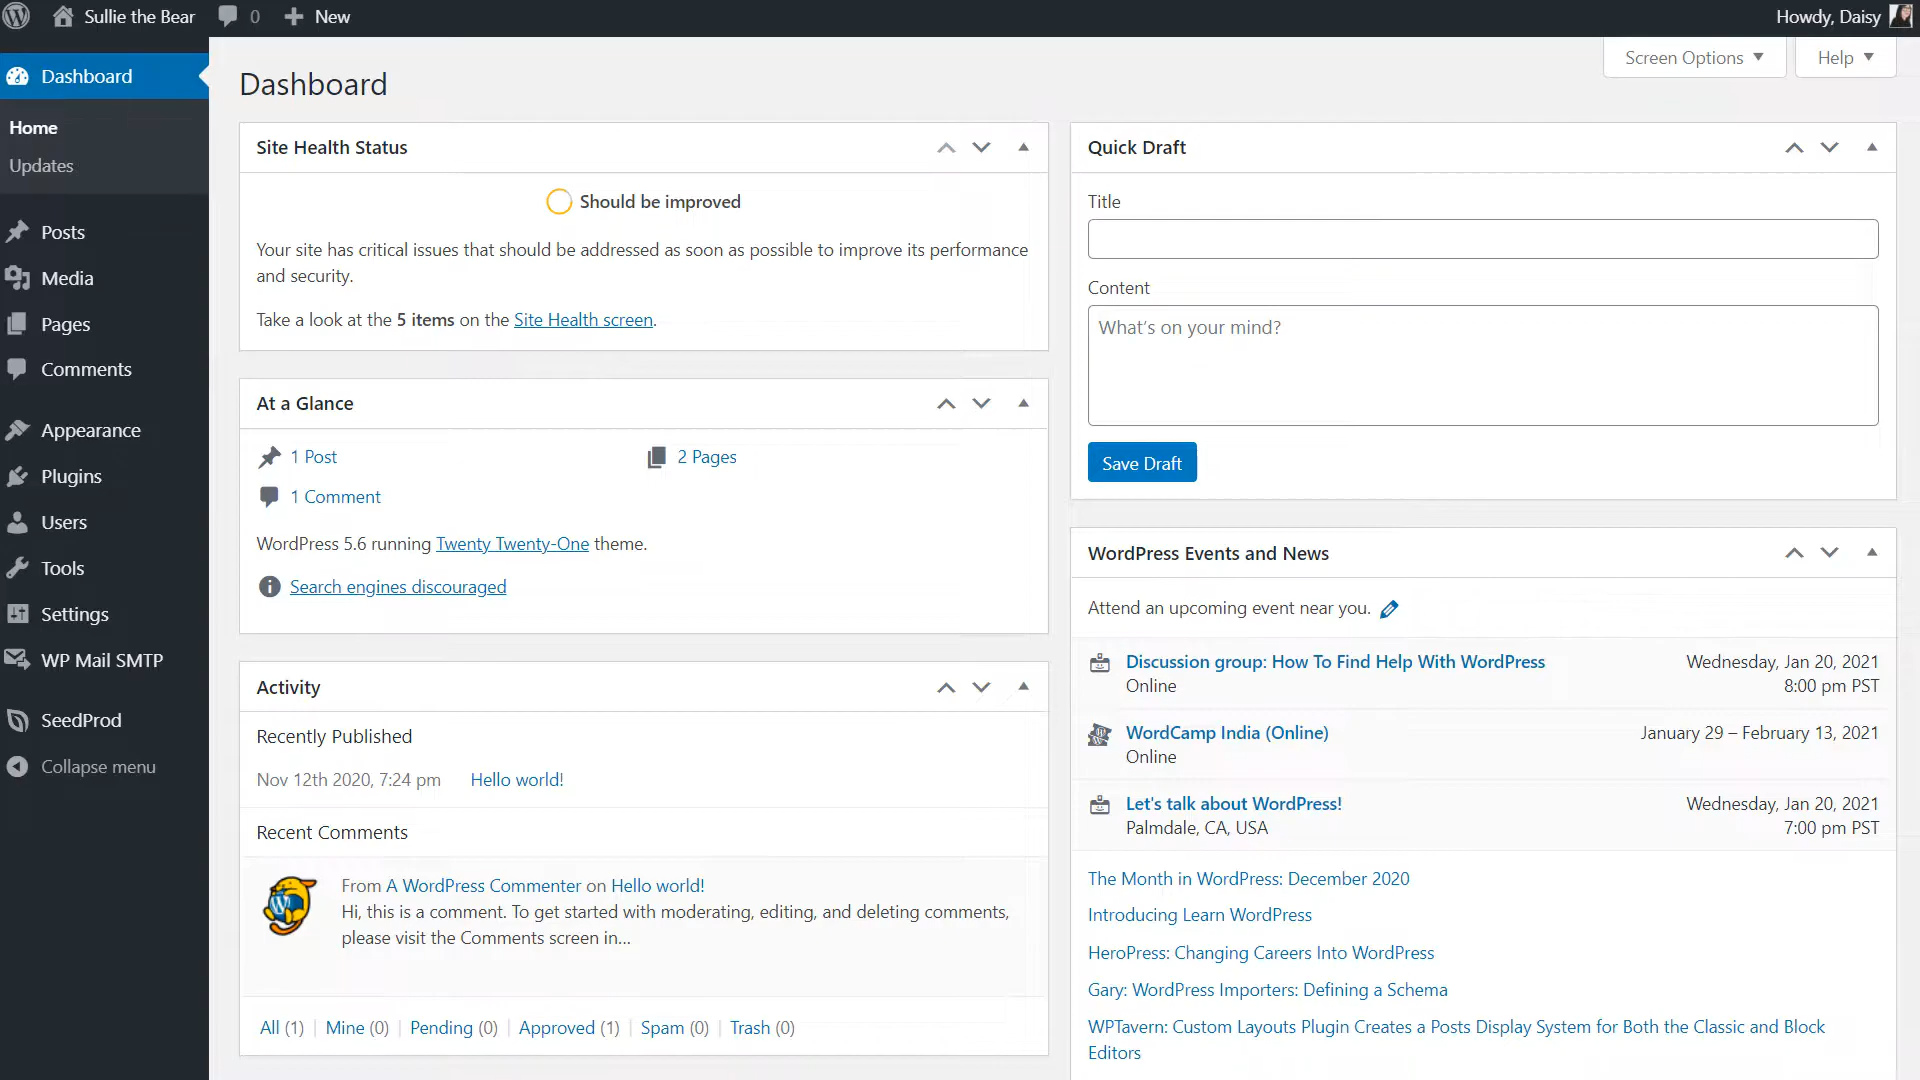 Sullie the Bear 0 New Howdy, Daisy
Dashboard
Home
Updates
Posts
Media
Pages
Comments
Appearance
Plugins
Users
Tools
Settings
WP Mail SMTP
SeedProd
Collapse menu
Screen Options Help
Dashboard
Site Health Status
Should be improved
Your site has critical issues that should be addressed as soon as possible to improve its performance
and security.
Take a look at the 5 items on the Site Health screen.
At a Glance
1 Post 2 Pages
1 Comment
WordPress 5.6 running Twenty Twenty-One theme.
Search engines discouraged
Activity
Recently Published
Nov 12th 2020, 7:24 pm Hello world!
Recent Comments
From A WordPress Commenter on Hello world!
Hi, this is a comment. To get started with moderating, editing, and deleting comments,
please visit the Comments screen in…
All (1) | Mine (0) | Pending (0) | Approved (1) | Spam (0) | Trash (0)
Quick Draft
Title
Content
What's on your mind?
Save Draft
WordPress Events and News
Attend an upcoming event near you.
Discussion group: How To Find Help With WordPress Wednesday, Jan 20, 2021
Online 8:00 pm PST
WordCamp India (Online) January 29 – February 13, 2021
Online
Let's talk about WordPress! Wednesday, Jan 20, 2021
Palmdale, CA, USA 7:00 pm PST
The Month in WordPress: December 2020
Introducing Learn WordPress
HeroPress: Changing Careers Into WordPress
Gary: WordPress Importers: Defining a Schema
WPTavern: Custom Layouts Plugin Creates a Posts Display System for Both the Classic and Block
Editors